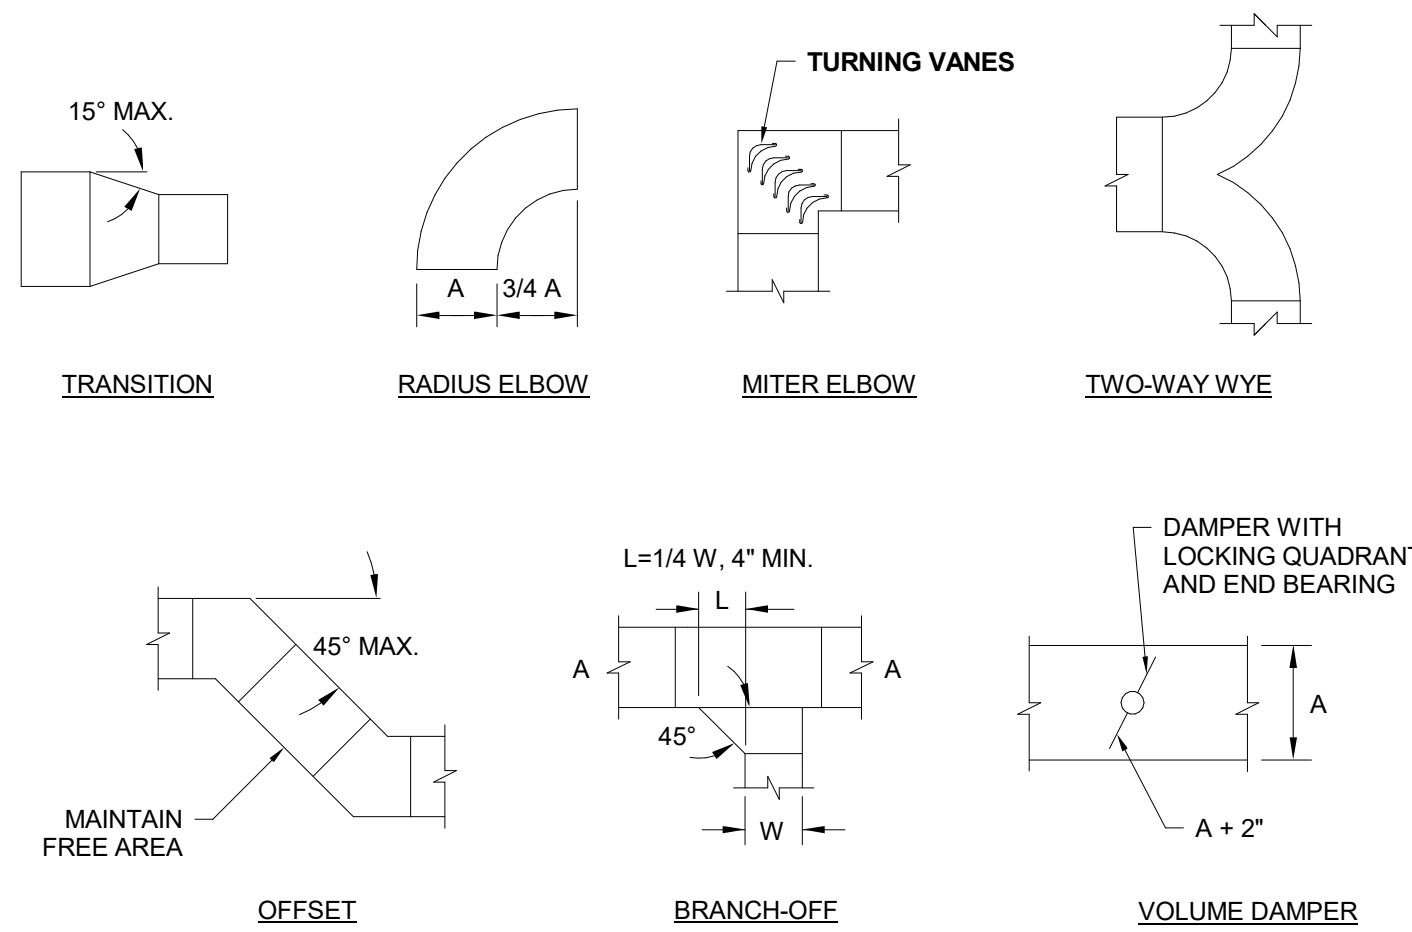 TURNING VANES
15° MAX.
A
3/4 A
TRANSITION
RADIUS ELBOW
MITER ELBOW
TWO-WAY WYE
45° MAX.
MAINTAIN
FREE AREA
OFFSET
L=1/4 W, 4" MIN.
L
A
A
45°
W
BRANCH-OFF
DAMPER WITH
LOCKING QUADRANT
AND END BEARING
A
A + 2"
VOLUME DAMPER